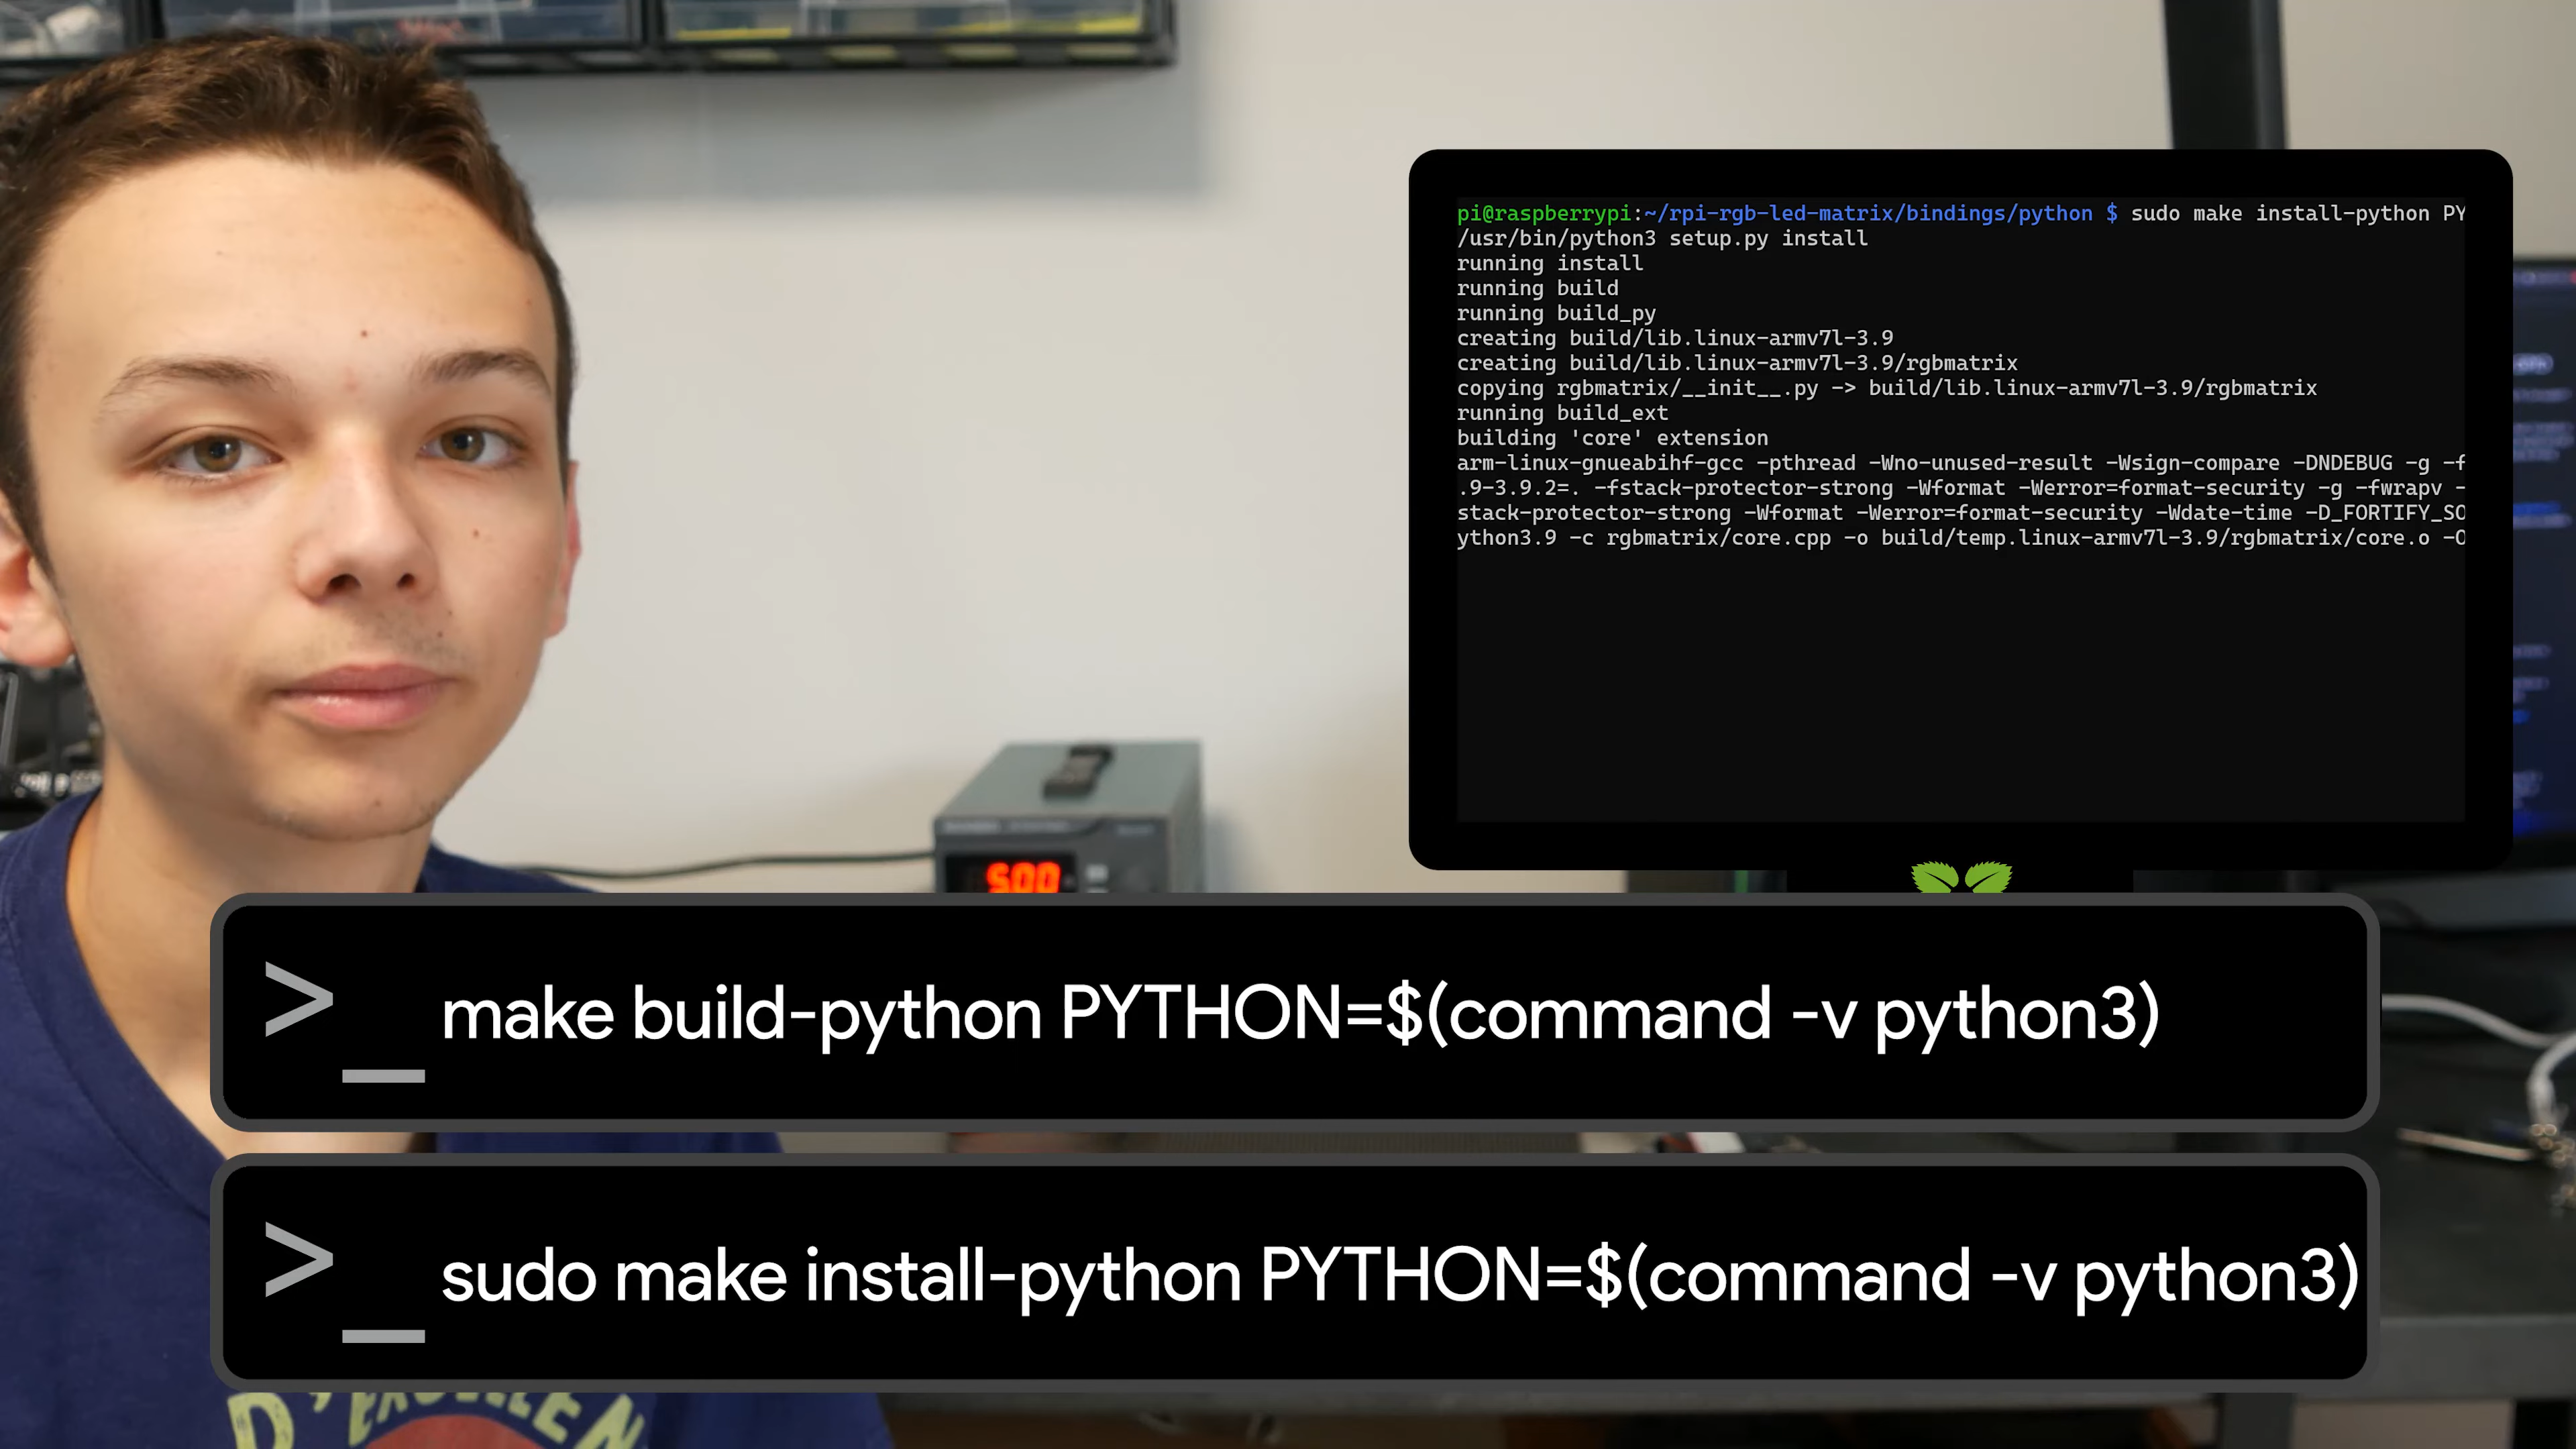 pi@raspberrypi:~/rpi-rgb-led-matrix/bindings/python $ sudo make install-python PY
/usr/bin/python3 setup.py install
running install
running build
running build_py
creating build/lib.linux-armv7l-3.9
creating build/lib.linux-armv7l-3.9/rgbmatrix
copying rgbmatrix/__init__.py -> build/lib.linux-armv7l-3.9/rgbmatrix
running build_ext
building 'core' extension
arm-linux-gnueabihf-gcc -pthread -Wno-unused-result -Wsign-compare -DNDEBUG -g -f
.9-3.9.2=. -fstack-protector-strong -Wformat -Werror=format-security -g -fwrapv -
stack-protector-strong -Wformat -Werror=format-security -Wdate-time -D_FORTIFY_SO
ython3.9 -c rgbmatrix/core.cpp -o build/temp.linux-armv7l-3.9/rgbmatrix/core.o -O
500
>_ make build-python PYTHON=$(command -v python3)
>_ sudo make install-python PYTHON=$(command -v python3)